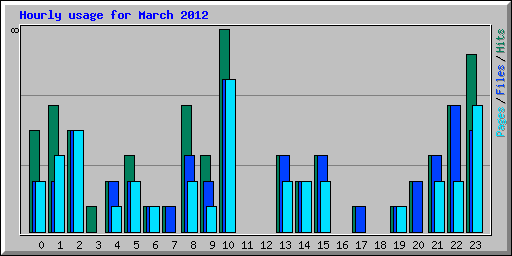 Hourly usage for March 2012
8
Pages/Files/Hits
0 1 2 3 4 5 6 7 8 9 10 11 12 13 14 15 16 17 18 19 20 21 22 23